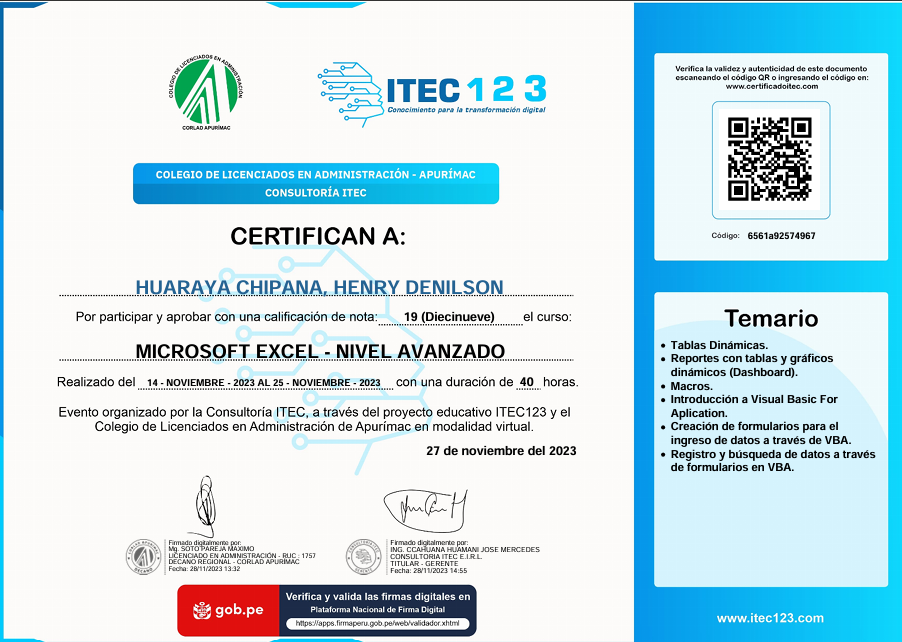 COLEGIO DE LICENCIADOS EN ADMINISTRACIÓN
CORLAD APURÍMAC
ITEC 1 2 3
Conocimiento para la transformación digital
COLEGIO DE LICENCIADOS EN ADMINISTRACIÓN - APURÍMAC
CONSULTORÍA ITEC
CERTIFICAN A:
HUARAYA CHIPANA, HENRY DENILSON
Por participar y aprobar con una calificación de nota: 19 (Diecinueve) el curso:
MICROSOFT EXCEL - NIVEL AVANZADO
Realizado del 14 - NOVIEMBRE - 2023 AL 25 - NOVIEMBRE - 2023 con una duración de 40 horas.
Evento organizado por la Consultoría ITEC, a través del proyecto educativo ITEC123 y el
Colegio de Licenciados en Administración de Apurímac en modalidad virtual.
27 de noviembre del 2023
Firmado digitalmente por:
Mg. SOTO PAREJA MAXIMO
LICENCIADO EN ADMINISTRACIÓN - RUC : 1757
DECANO REGIONAL - CORLAD APURÍMAC
Fecha: 28/11/2023 13:32
Firmado digitalmente por:
ING. CCAHUANA HUAMANI JOSE MERCEDES
CONSULTORIA ITEC E.I.R.L.
TITULAR - GERENTE
Fecha: 28/11/2023 14:55
gob.pe
Verifica y valida las firmas digitales en
Plataforma Nacional de Firma Digital
https://apps.firmaperu.gob.pe/web/validador.xhtml
Verifica la validez y autenticidad de este documento
escaneando el código QR o ingresando el código en:
www.certificadoitec.com
Código: 6561a92574967
Temario
• Tablas Dinámicas.
• Reportes con tablas y gráficos
dinámicos (Dashboard).
• Macros.
• Introducción a Visual Basic For
Aplication.
• Creación de formularios para el
ingreso de datos a través de VBA.
• Registro y búsqueda de datos a través
de formularios en VBA.
www.itec123.com